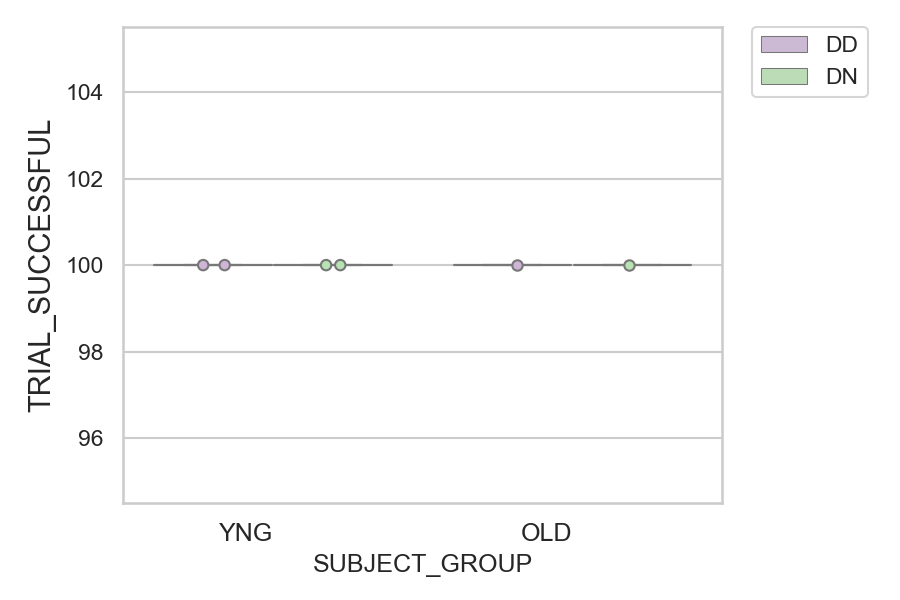 DD
DN
TRIAL_SUCCESSFUL
104
102
100
98
96
YNG
OLD
SUBJECT_GROUP